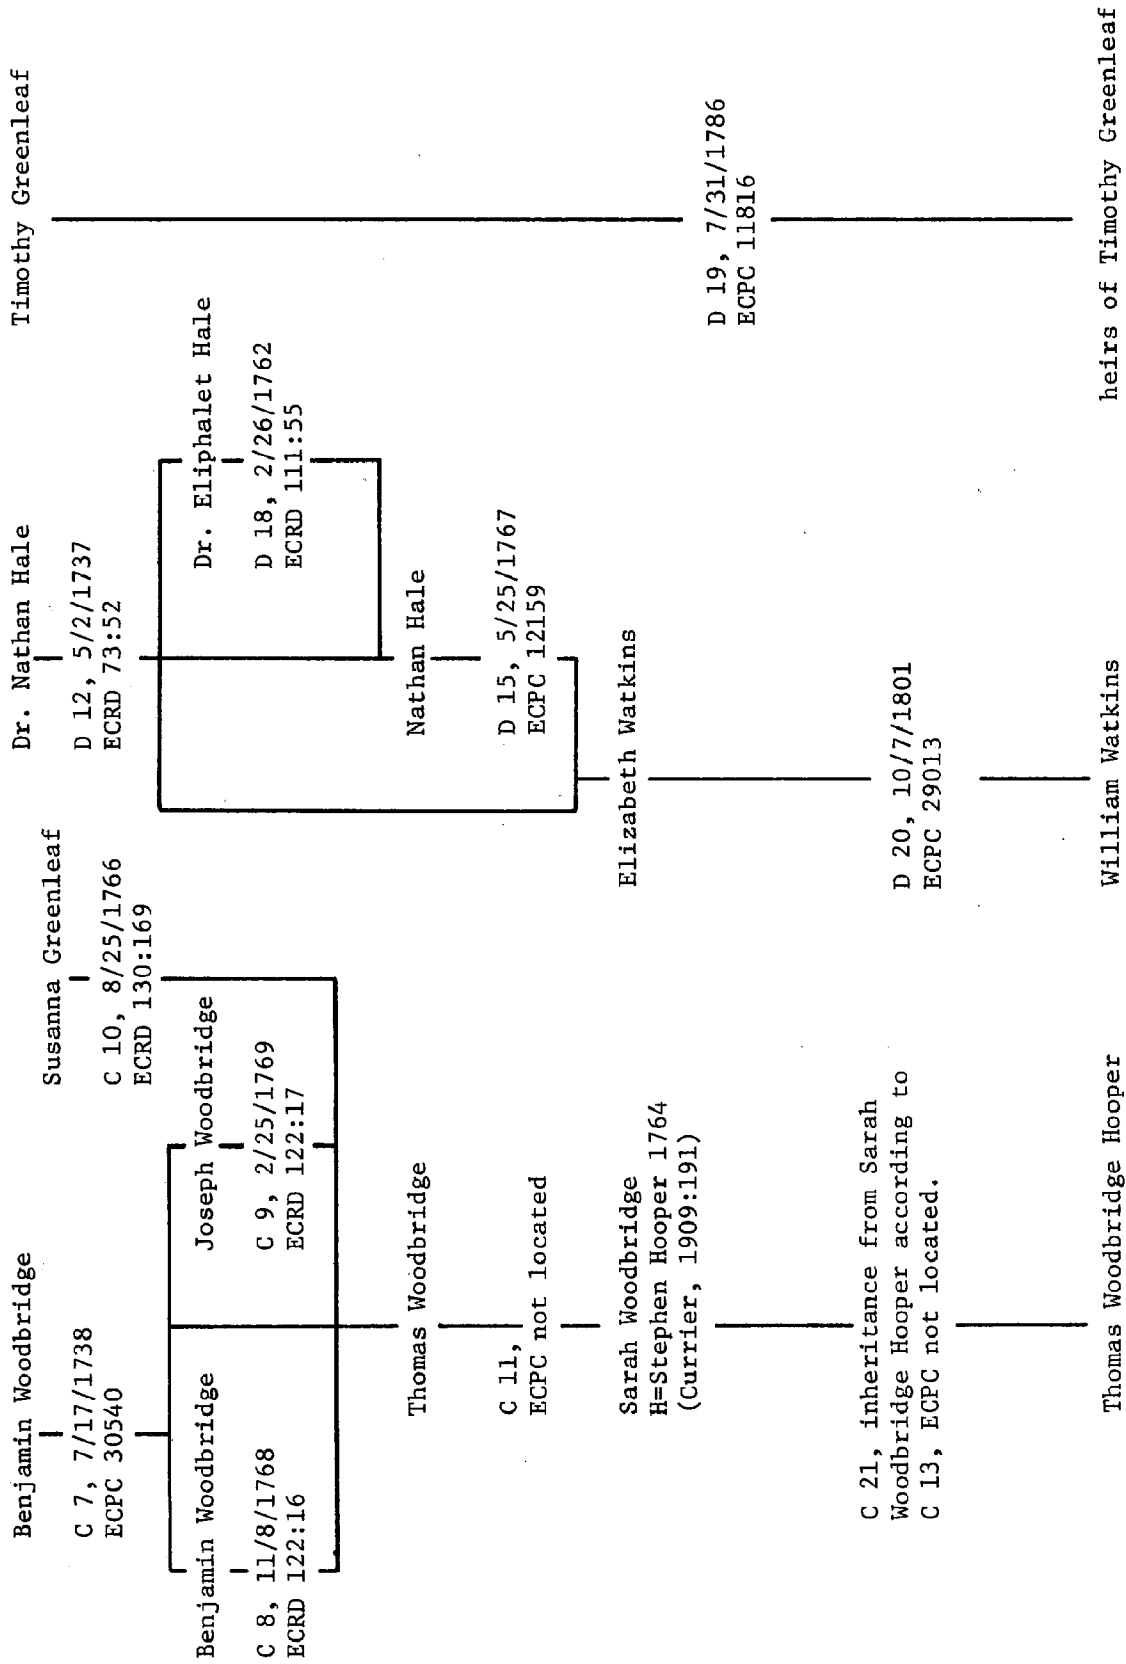 Benjamin Woodbridge
C 7, 7/17/1738
ECPC 30540
Benjamin Woodbridge
C 8, 11/8/1768
ECRD 122:16
Joseph Woodbridge
C 9, 2/25/1769
ECRD 122:17
Susanna Greenleaf
C 10, 8/25/1766
ECRD 130:169
Thomas Woodbridge
C 11,
ECPC not located
Sarah Woodbridge
H=Stephen Hooper 1764
(Currier, 1909:191)
C 21, inheritance from Sarah
Woodbridge Hooper according to
C 13, ECPC not located.
Thomas Woodbridge Hooper
Dr. Nathan Hale
D 12, 5/2/1737
ECRD 73:52
Dr. Eliphalet Hale
D 18, 2/26/1762
ECRD 111:55
Nathan Hale
D 15, 5/25/1767
ECPC 12159
Elizabeth Watkins
D 20, 10/7/1801
ECPC 29013
William Watkins
Timothy Greenleaf
D 19, 7/31/1786
ECPC 11816
heirs of Timothy Greenleaf